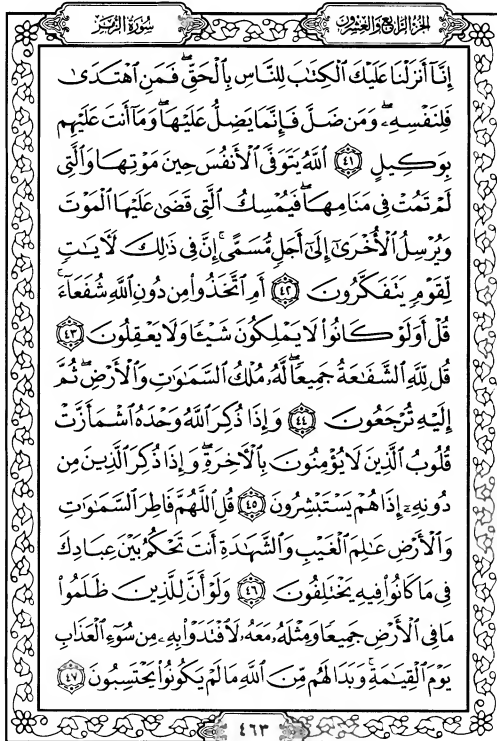 الجزء الرابع والعشرون
سورة الزمر
إِنَّآ أَنزَلْنَا عَلَيْكَ ٱلْكِتَٰبَ لِلنَّاسِ بِٱلْحَقِّۖ فَمَنِ ٱهْتَدَىٰ
فَلِنَفْسِهِۦۖ وَمَن ضَلَّ فَإِنَّمَا يَضِلُّ عَلَيْهَاۖ وَمَآ أَنتَ عَلَيْهِم
بِوَكِيلٍ ٤١ ٱللَّهُ يَتَوَفَّى ٱلْأَنفُسَ حِينَ مَوْتِهَا وَٱلَّتِى
لَمْ تَمُتْ فِى مَنَامِهَاۖ فَيُمْسِكُ ٱلَّتِى قَضَىٰ عَلَيْهَا ٱلْمَوْتَ
وَيُرْسِلُ ٱلْأُخْرَىٰٓ إِلَىٰٓ أَجَلٍ مُّسَمًّىۚ إِنَّ فِى ذَٰلِكَ لَءَايَٰتٍ
لِّقَوْمٍ يَتَفَكَّرُونَ ٤٢ أَمِ ٱتَّخَذُوا۟ مِن دُونِ ٱللَّهِ شُفَعَآءَۚ
قُلْ أَوَلَوْ كَانُوا۟ لَا يَمْلِكُونَ شَيْـًٔا وَلَا يَعْقِلُونَ ٤٣
قُل لِّلَّهِ ٱلشَّفَٰعَةُ جَمِيعًاۖ لَّهُۥ مُلْكُ ٱلسَّمَٰوَٰتِ وَٱلْأَرْضِۖ ثُمَّ
إِلَيْهِ تُرْجَعُونَ ٤٤ وَإِذَا ذُكِرَ ٱللَّهُ وَحْدَهُ ٱشْمَأَزَّتْ
قُلُوبُ ٱلَّذِينَ لَا يُؤْمِنُونَ بِٱلْءَاخِرَةِۖ وَإِذَا ذُكِرَ ٱلَّذِينَ مِن
دُونِهِۦٓ إِذَا هُمْ يَسْتَبْشِرُونَ ٤٥ قُلِ ٱللَّهُمَّ فَاطِرَ ٱلسَّمَٰوَٰتِ
وَٱلْأَرْضِ عَٰلِمَ ٱلْغَيْبِ وَٱلشَّهَٰدَةِ أَنتَ تَحْكُمُ بَيْنَ عِبَادِكَ
فِى مَا كَانُوا۟ فِيهِ يَخْتَلِفُونَ ٤٦ وَلَوْ أَنَّ لِلَّذِينَ ظَلَمُوا۟
مَا فِى ٱلْأَرْضِ جَمِيعًا وَمِثْلَهُۥ مَعَهُۥ لَٱفْتَدَوْا۟ بِهِۦ مِن سُوٓءِ ٱلْعَذَابِ
يَوْمَ ٱلْقِيَٰمَةِۚ وَبَدَا لَهُم مِّنَ ٱللَّهِ مَا لَمْ يَكُونُوا۟ يَحْتَسِبُونَ ٤٧
٤٦٣